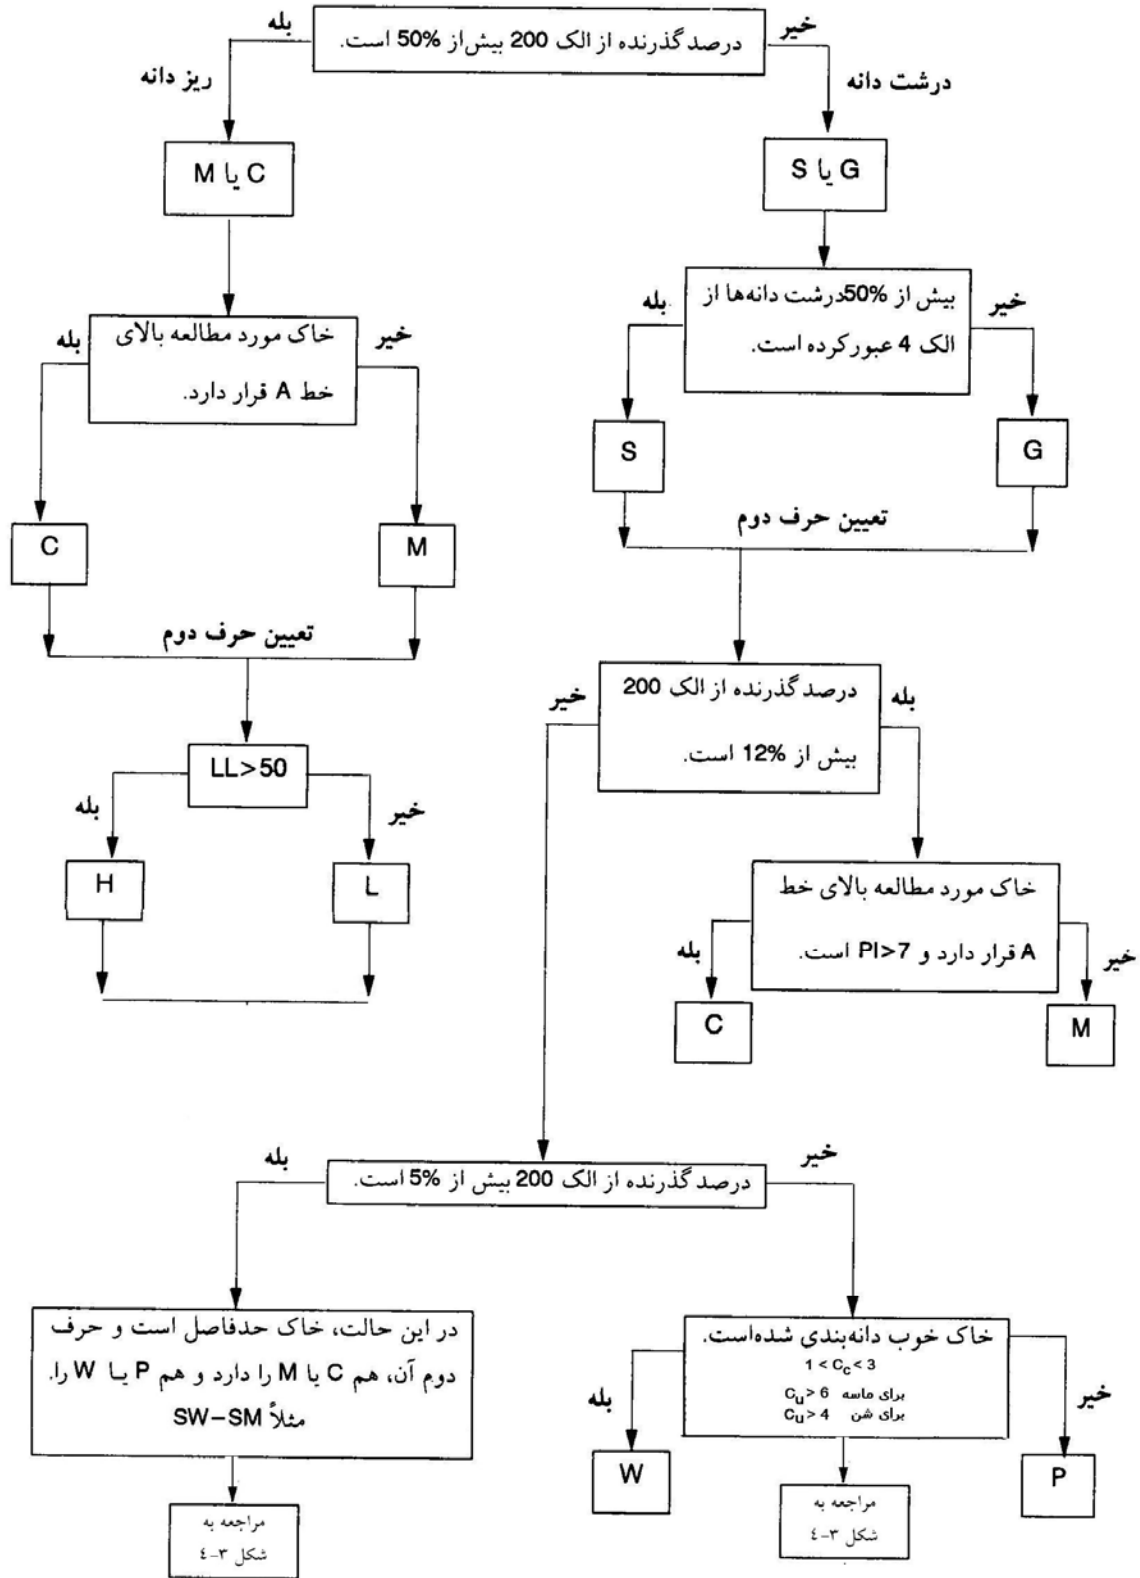 درصد گذرنده از الک 200 بیش از 50% است.
بله
خیر
ریز دانه
درشت دانه
C یا M
G یا S
خاک مورد مطالعه بالای
خط A قرار دارد.
بله
خیر
بیش از 50% درشت دانه‌ها از
الک 4 عبور کرده است.
بله
خیر
C
M
S
G
تعیین حرف دوم
تعیین حرف دوم
LL>50
بله
خیر
H
L
درصد گذرنده از الک 200
بیش از 12% است.
خیر
بله
خاک مورد مطالعه بالای خط
A قرار دارد و PI>7 است.
بله
خیر
C
M
درصد گذرنده از الک 200 بیش از 5% است.
بله
خیر
در این حالت، خاک حدفاصل است و حرف
دوم آن، هم C یا M را دارد و هم P یا W را.
مثلاً SW-SM
مراجعه به
شکل ۳-٤
خاک خوب دانه‌بندی شده‌است.
1 < Cc < 3
برای ماسه Cu > 6
برای شن Cu > 4
بله
خیر
W
P
مراجعه به
شکل ۳-٤